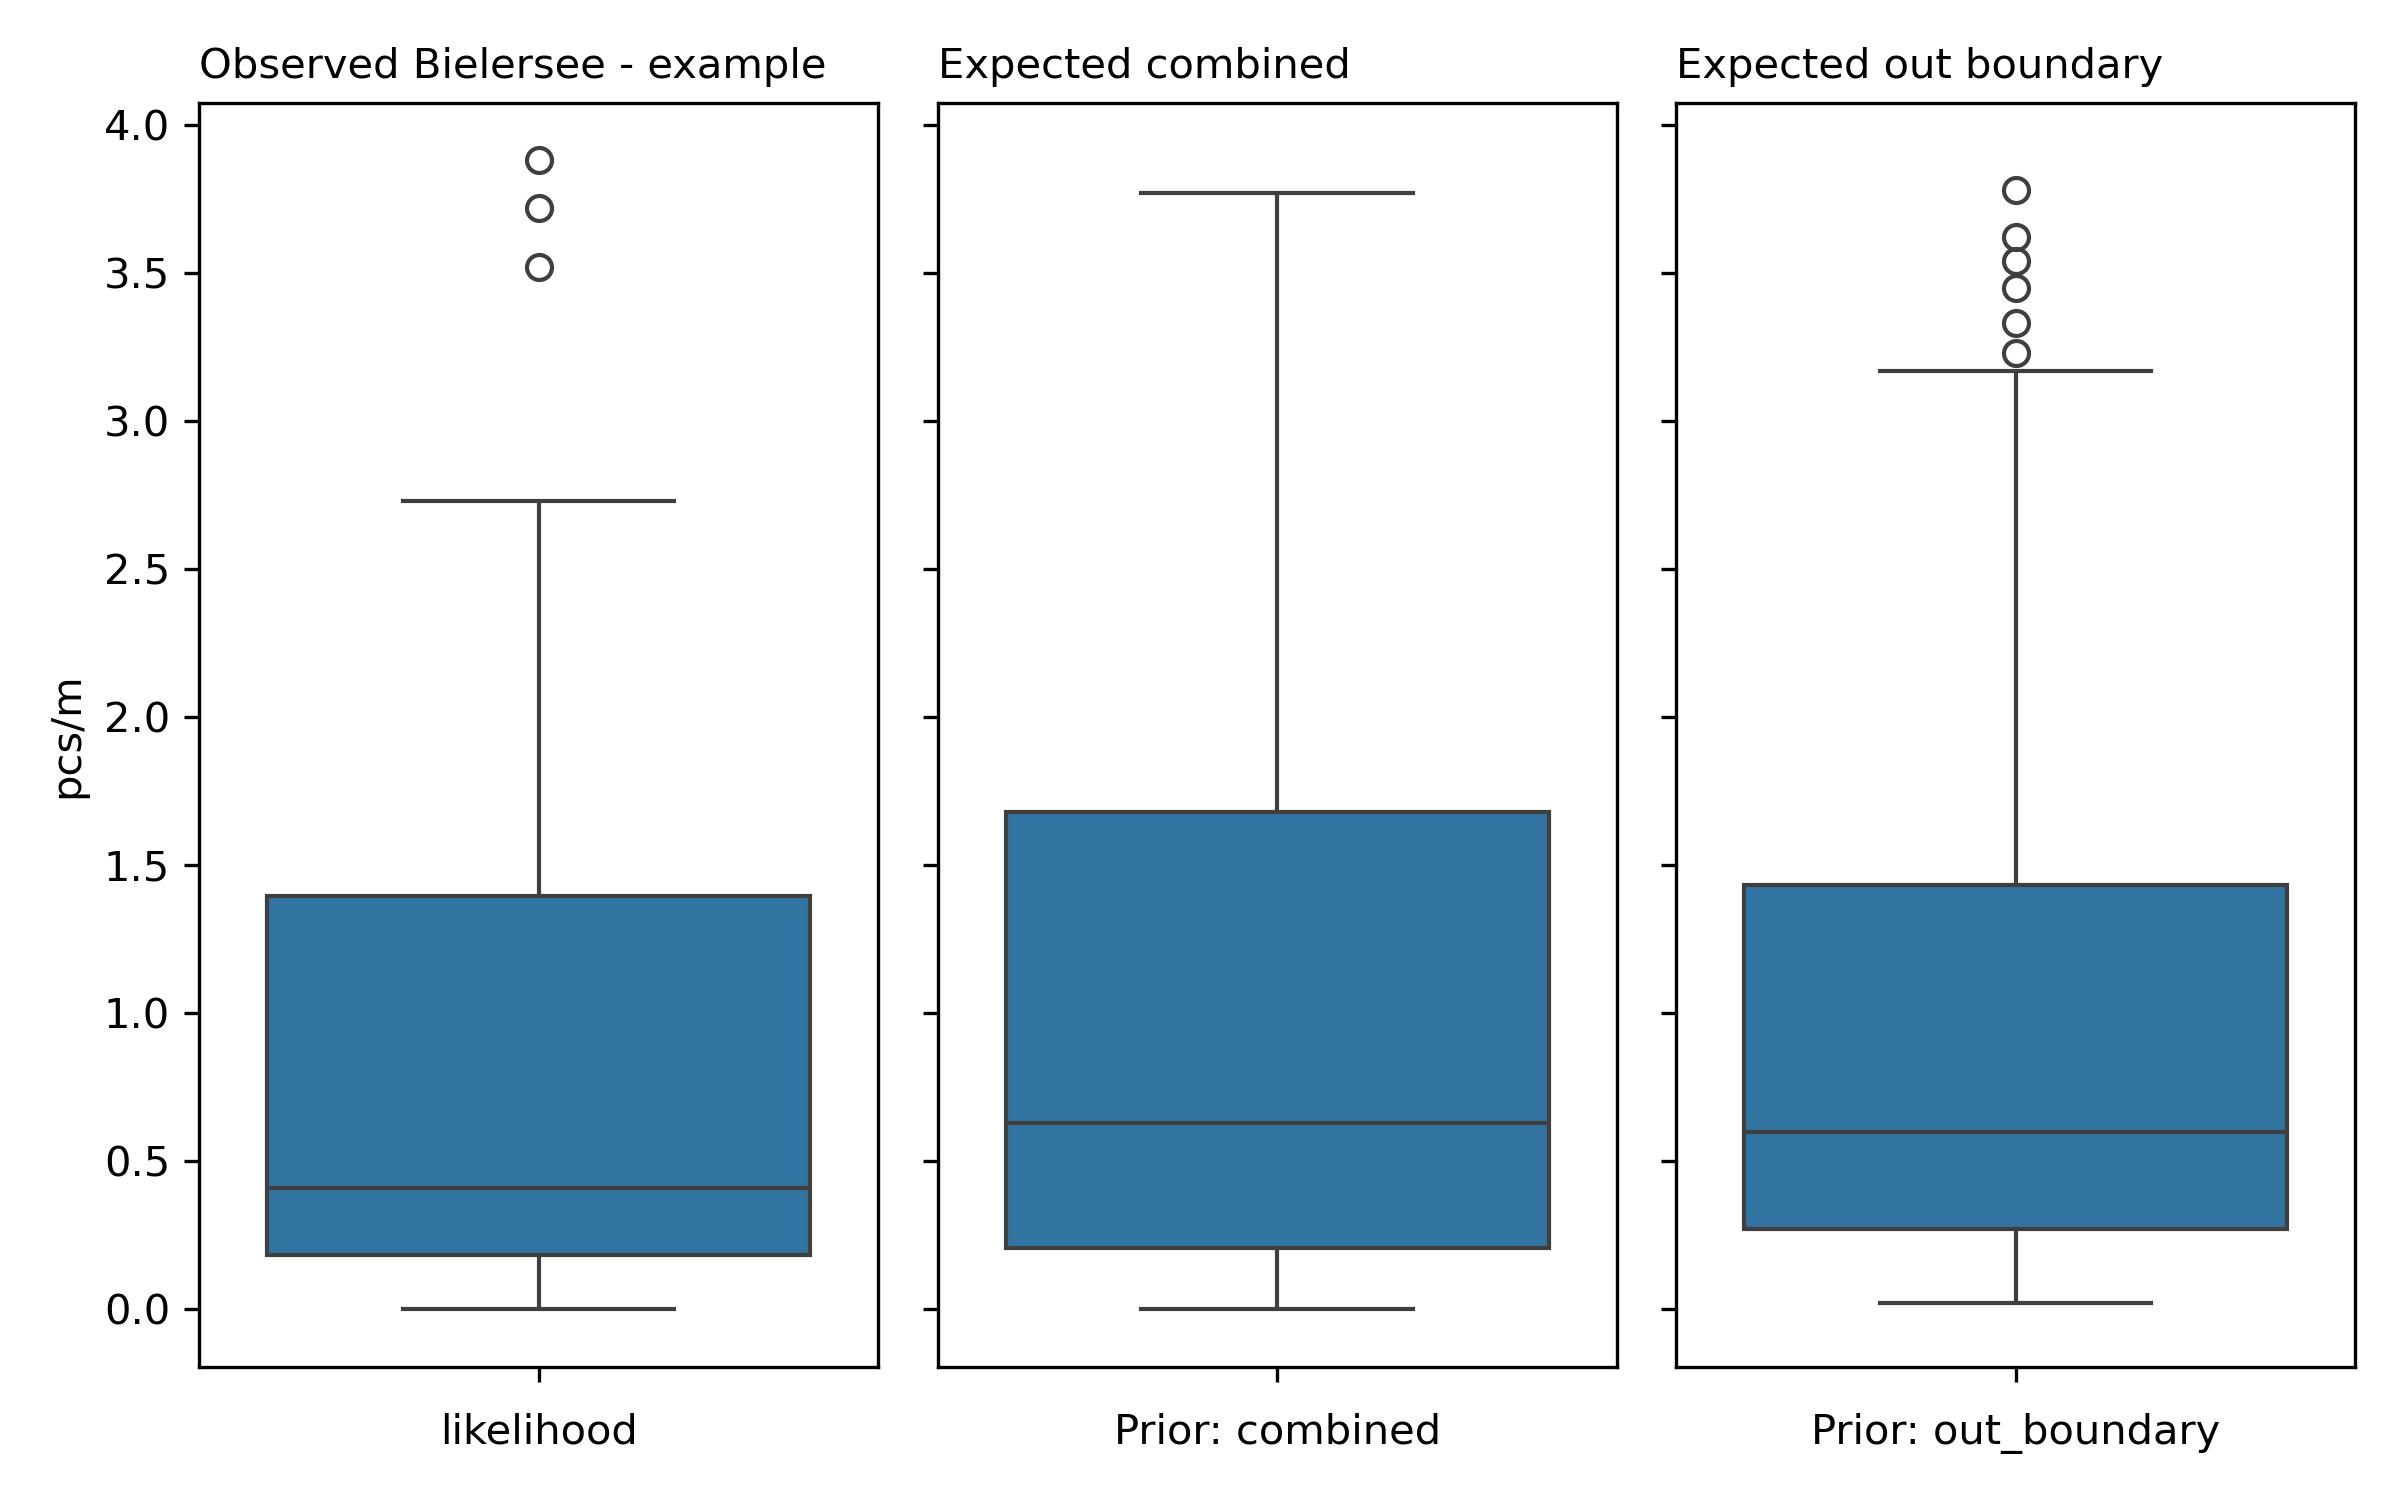 Observed Bielersee - example
Expected combined
Expected out boundary
4.0
3.5
3.0
2.5
2.0
1.5
1.0
0.5
0.0
pcs/m
likelihood
Prior: combined
Prior: out_boundary